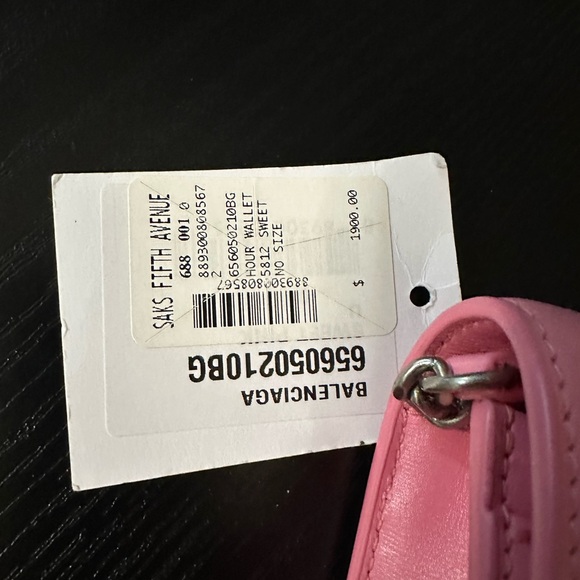 SAKS FIFTH AVENUE
688 001 0
889300808567
2
656050210BG
HOUR WALLET
5812 SWEET
NO SIZE
$ 1900.00
889300808567
BALENCIAGA
656050210BG